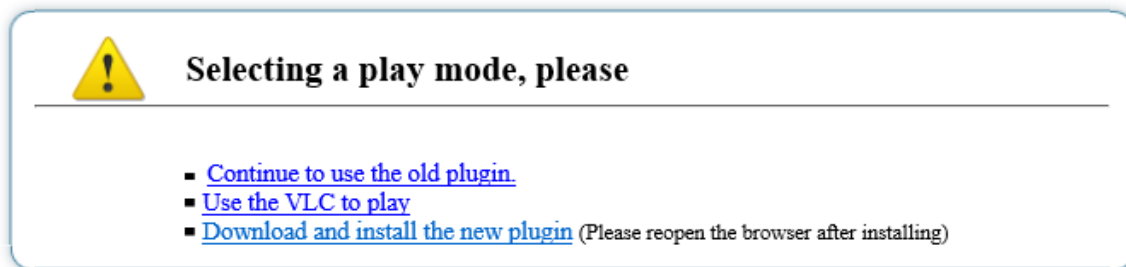 Selecting a play mode, please
Continue to use the old plugin.
Use the VLC to play
Download and install the new plugin (Please reopen the browser after installing)